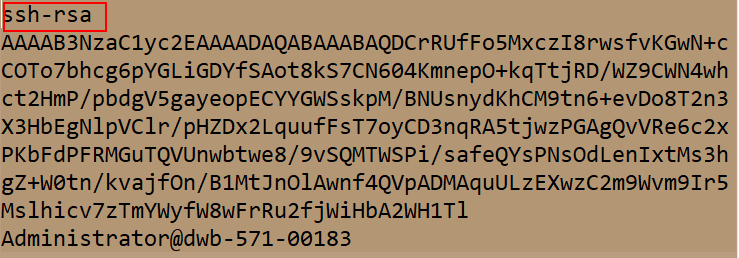 ssh-rsa
AAAAB3NzaC1yc2EAAAADAQABAAABAQDCrRUfFo5MxczI8rwsfvKGwN+c
COTo7bhcg6pYGLiGDYfSAot8kS7CN604KmnepO+kqTtjRD/WZ9CWN4wh
ct2HmP/pbdgV5gayeopECYYGWSskpM/BNUsnydKhCM9tn6+evDo8T2n3
X3HbEgNlpVClr/pHZDx2LquufFsT7oyCD3nqRA5tjwzPGAgQvVRe6c2x
PKbFdPFRMGuTQVUnwbtwe8/9vSQMTWSPi/safeQYsPNsOdLenIxtMs3h
gZ+W0tn/kvajfOn/B1MtJnOlAwnf4QVpADMAquULzEXwzC2m9Wvm9Ir5
Mslhicv7zTmYWyfW8wFrRu2fjWiHbA2WH1Tl
Administrator@dwb-571-00183